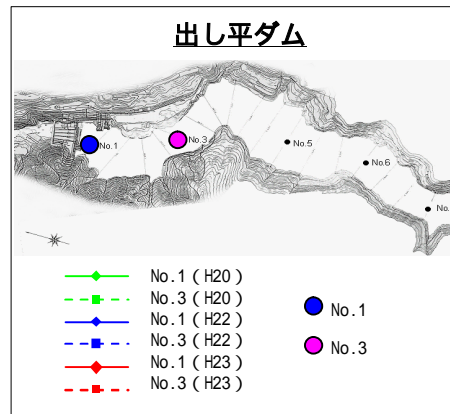 出し平ダム
No.1
No.3
No.5
No.6
No.
No.1 (H20)
No.3 (H20)
No.1 (H22)
No.3 (H22)
No.1 (H23)
No.3 (H23)
No.1
No.3